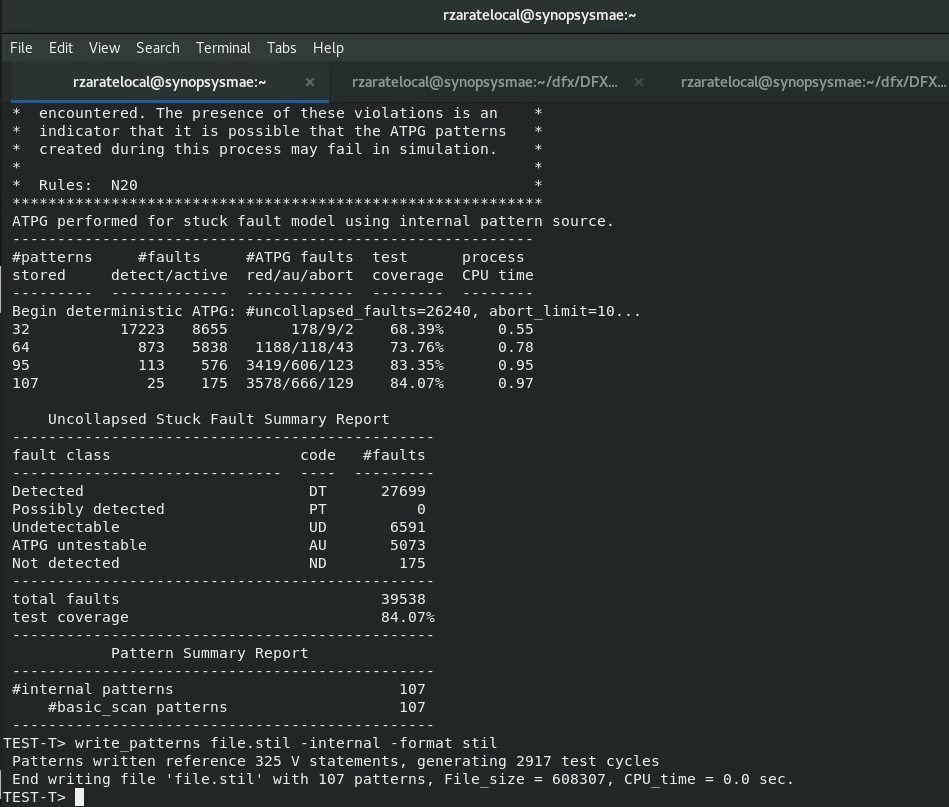 rzaratelocal@synopsysmae:~
File Edit View Search Terminal Tabs Help
rzaratelocal@synopsysmae:~ × rzaratelocal@synopsysmae:~/dfx/DFX... × rzaratelocal@synopsysmae:~/dfx/DFX...
*  encountered. The presence of these violations is an    *
*  indicator that it is possible that the ATPG patterns   *
*  created during this process may fail in simulation.    *
*                                                         *
*  Rules:  N20                                            *
***********************************************************
ATPG performed for stuck fault model using internal pattern source.
----------------------------------------------------------
#patterns     #faults     #ATPG faults  test      process
stored     detect/active  red/au/abort  coverage  CPU time
---------  -------------  ------------  --------  --------
Begin deterministic ATPG: #uncollapsed_faults=26240, abort_limit=10...
32          17223   8655       178/9/2    68.39%      0.55
64            873   5838   1188/118/43    73.76%      0.78
95            113    576  3419/606/123    83.35%      0.95
107            25    175  3578/666/129    84.07%      0.97
    Uncollapsed Stuck Fault Summary Report
-----------------------------------------------
fault class                     code   #faults
------------------------------  ----  ---------
Detected                         DT      27699
Possibly detected                PT          0
Undetectable                     UD       6591
ATPG untestable                  AU       5073
Not detected                     ND        175
-----------------------------------------------
total faults                             39538
test coverage                            84.07%
-----------------------------------------------
           Pattern Summary Report
-----------------------------------------------
#internal patterns                         107
    #basic_scan patterns                   107
-----------------------------------------------
TEST-T> write_patterns file.stil -internal -format stil
 Patterns written reference 325 V statements, generating 2917 test cycles
 End writing file 'file.stil' with 107 patterns, File_size = 608307, CPU_time = 0.0 sec.
TEST-T>